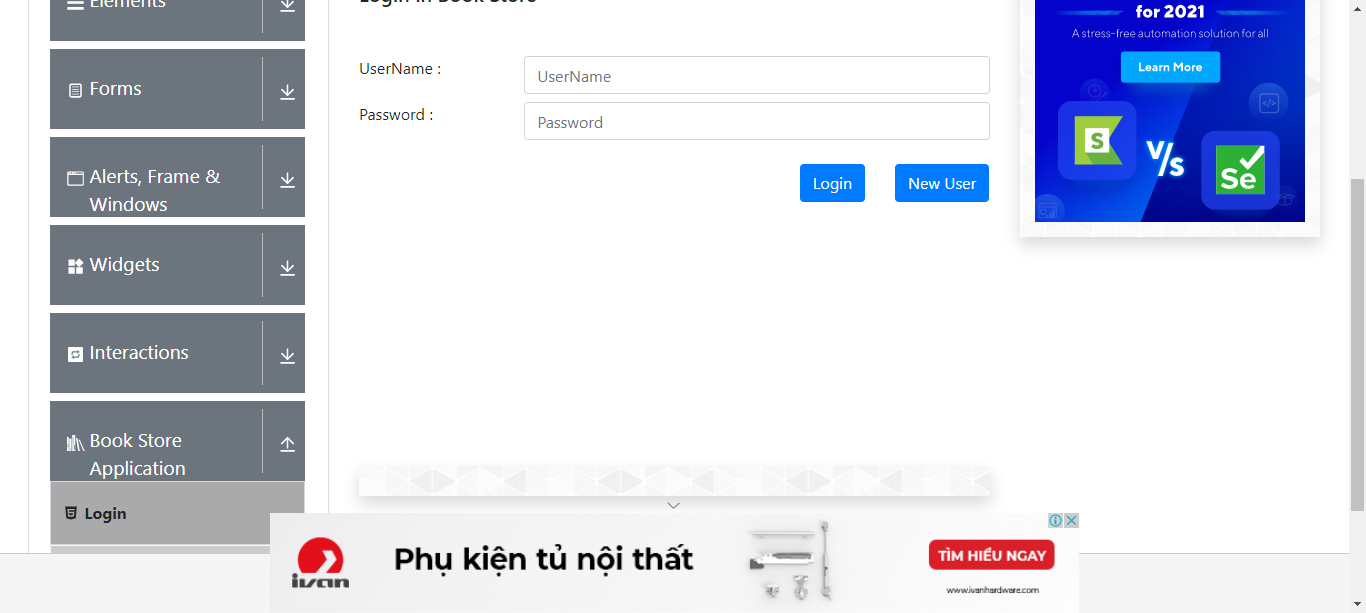 Elements
Forms
Alerts, Frame &
Windows
Widgets
Interactions
Book Store
Application
Login
Login in Book Store
UserName :
UserName
Password :
Password
Login
New User
for 2021
A stress-free automation solution for all
Learn More
S
V/s
Se
ivan
Phụ kiện tủ nội thất
TÌM HIỂU NGAY
www.ivanhardware.com